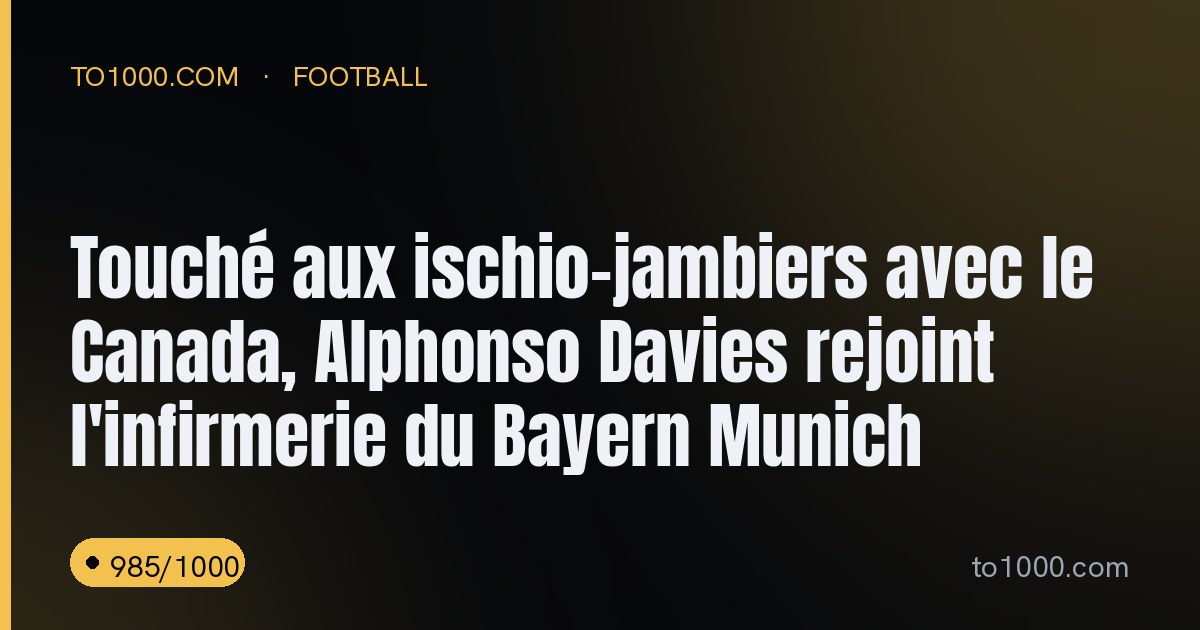 TO1000.COM · FOOTBALL
Touché aux ischio-jambiers avec le
Canada, Alphonso Davies rejoint
l'infirmerie du Bayern Munich
985/1000
to1000.com